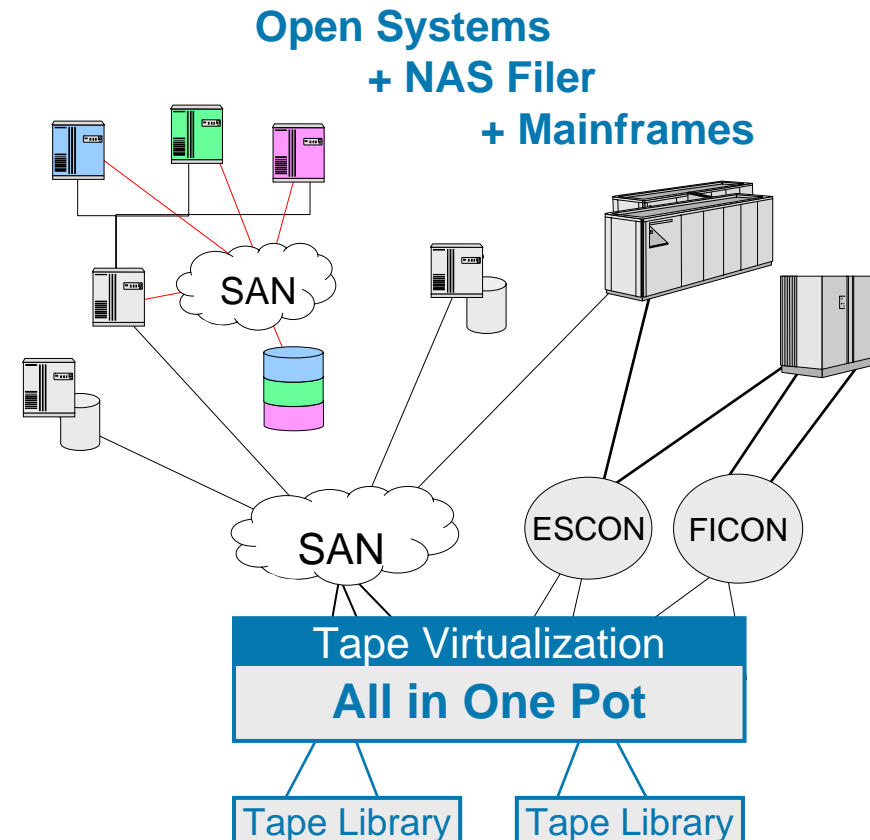 Open Systems
+ NAS Filer
+ Mainframes
SAN
SAN
ESCON
FICON
Tape Virtualization
All in One Pot
Tape Library
Tape Library